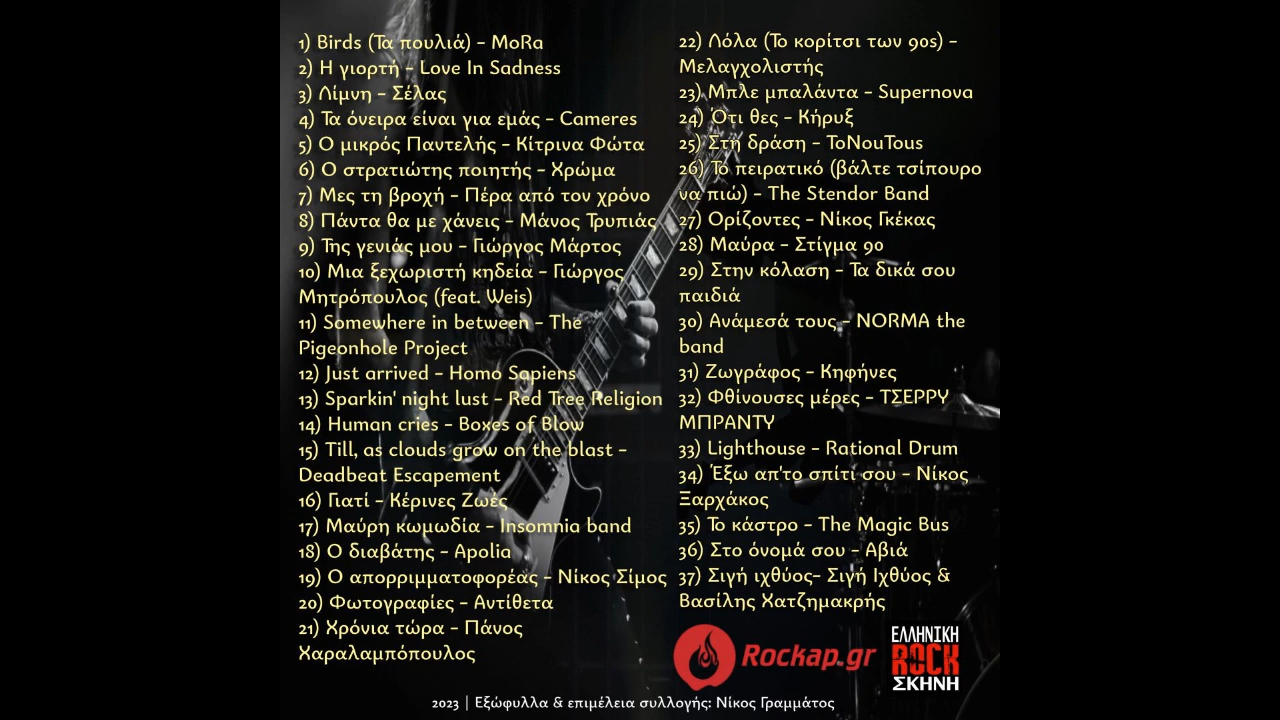 1) Birds (Τα πουλιά) - MoRa
2) Η γιορτή - Love In Sadness
3) Λίμνη - Σέλας
4) Τα όνειρα είναι για εμάς - Cameres
5) Ο μικρός Παντελής - Κίτρινα Φώτα
6) Ο στρατιώτης ποιητής - Χρώμα
7) Μες τη βροχή - Πέρα από τον χρόνο
8) Πάντα θα με χάνεις - Μάνος Τρυπιάς
9) Της γενιάς μου - Γιώργος Μάρτος
10) Μια ξεχωριστή κηδεία - Γιώργος
Μητρόπουλος (feat. Weis)
11) Somewhere in between - The
Pigeonhole Project
12) Just arrived - Homo Sapiens
13) Sparkin' night lust - Red Tree Religion
14) Human cries - Boxes of Blow
15) Till, as clouds grow on the blast -
Deadbeat Escapement
16) Γιατί - Κέρινες Ζωές
17) Μαύρη κωμωδία - Insomnia band
18) Ο διαβάτης - Apolia
19) Ο απορριμματοφορέας - Νίκος Σίμος
20) Φωτογραφίες - Αντίθετα
21) Χρόνια τώρα - Πάνος
Χαραλαμπόπουλος
22) Λόλα (Το κορίτσι των 90s) -
Μελαγχολιστής
23) Μπλε μπαλάντα - Supernova
24) Ότι θες - Κήρυξ
25) Στη δράση - ToNouTous
26) Το πειρατικό (βάλτε τσίπουρο
να πιώ) - The Stendor Band
27) Ορίζοντες - Νίκος Γκέκας
28) Μαύρα - Στίγμα 90
29) Στην κόλαση - Τα δικά σου
παιδιά
30) Ανάμεσά τους - NORMA the
band
31) Ζωγράφος - Κηφήνες
32) Φθίνουσες μέρες - ΤΣΕΡΡΥ
ΜΠΡΑΝΤΥ
33) Lighthouse - Rational Drum
34) Έξω απ'το σπίτι σου - Νίκος
Ξαρχάκος
35) Το κάστρο - The Magic Bus
36) Στο όνομά σου - Αβιά
37) Σιγή ιχθύος- Σιγή Ιχθύος &
Βασίλης Χατζημακρής
Rockap.gr
ΕΛΛΗΝΙΚΗ
ROCK
ΣΚΗΝΗ
2023 | Εξώφυλλα & επιμέλεια συλλογής: Νίκος Γραμμάτος